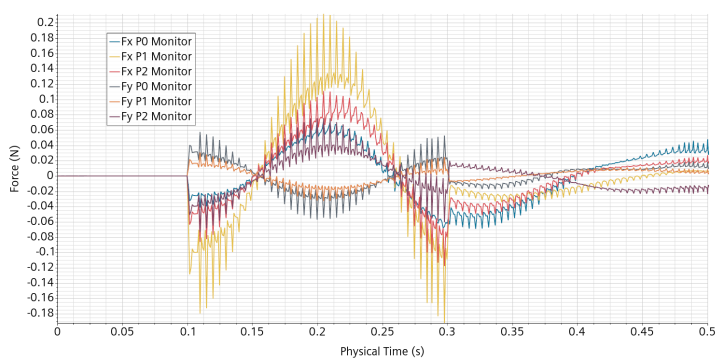 0.2
0.18
0.16
0.14
0.12
0.1
0.08
0.06
0.04
0.02
0
-0.02
-0.04
-0.06
-0.08
-0.1
-0.12
-0.14
-0.16
-0.18
Force (N)
Fx P0 Monitor
Fx P1 Monitor
Fx P2 Monitor
Fy P0 Monitor
Fy P1 Monitor
Fy P2 Monitor
0 0.05 0.1 0.15 0.2 0.25 0.3 0.35 0.4 0.45 0.5
Physical Time (s)